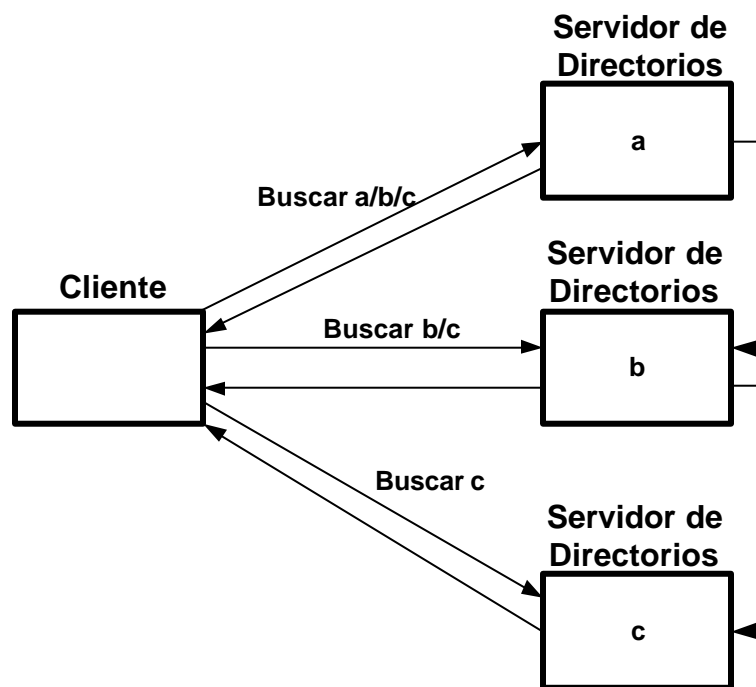 Servidor de
Directorios
a
Buscar a/b/c
Servidor de
Directorios
Cliente
Buscar b/c
b
Buscar c
Servidor de
Directorios
c